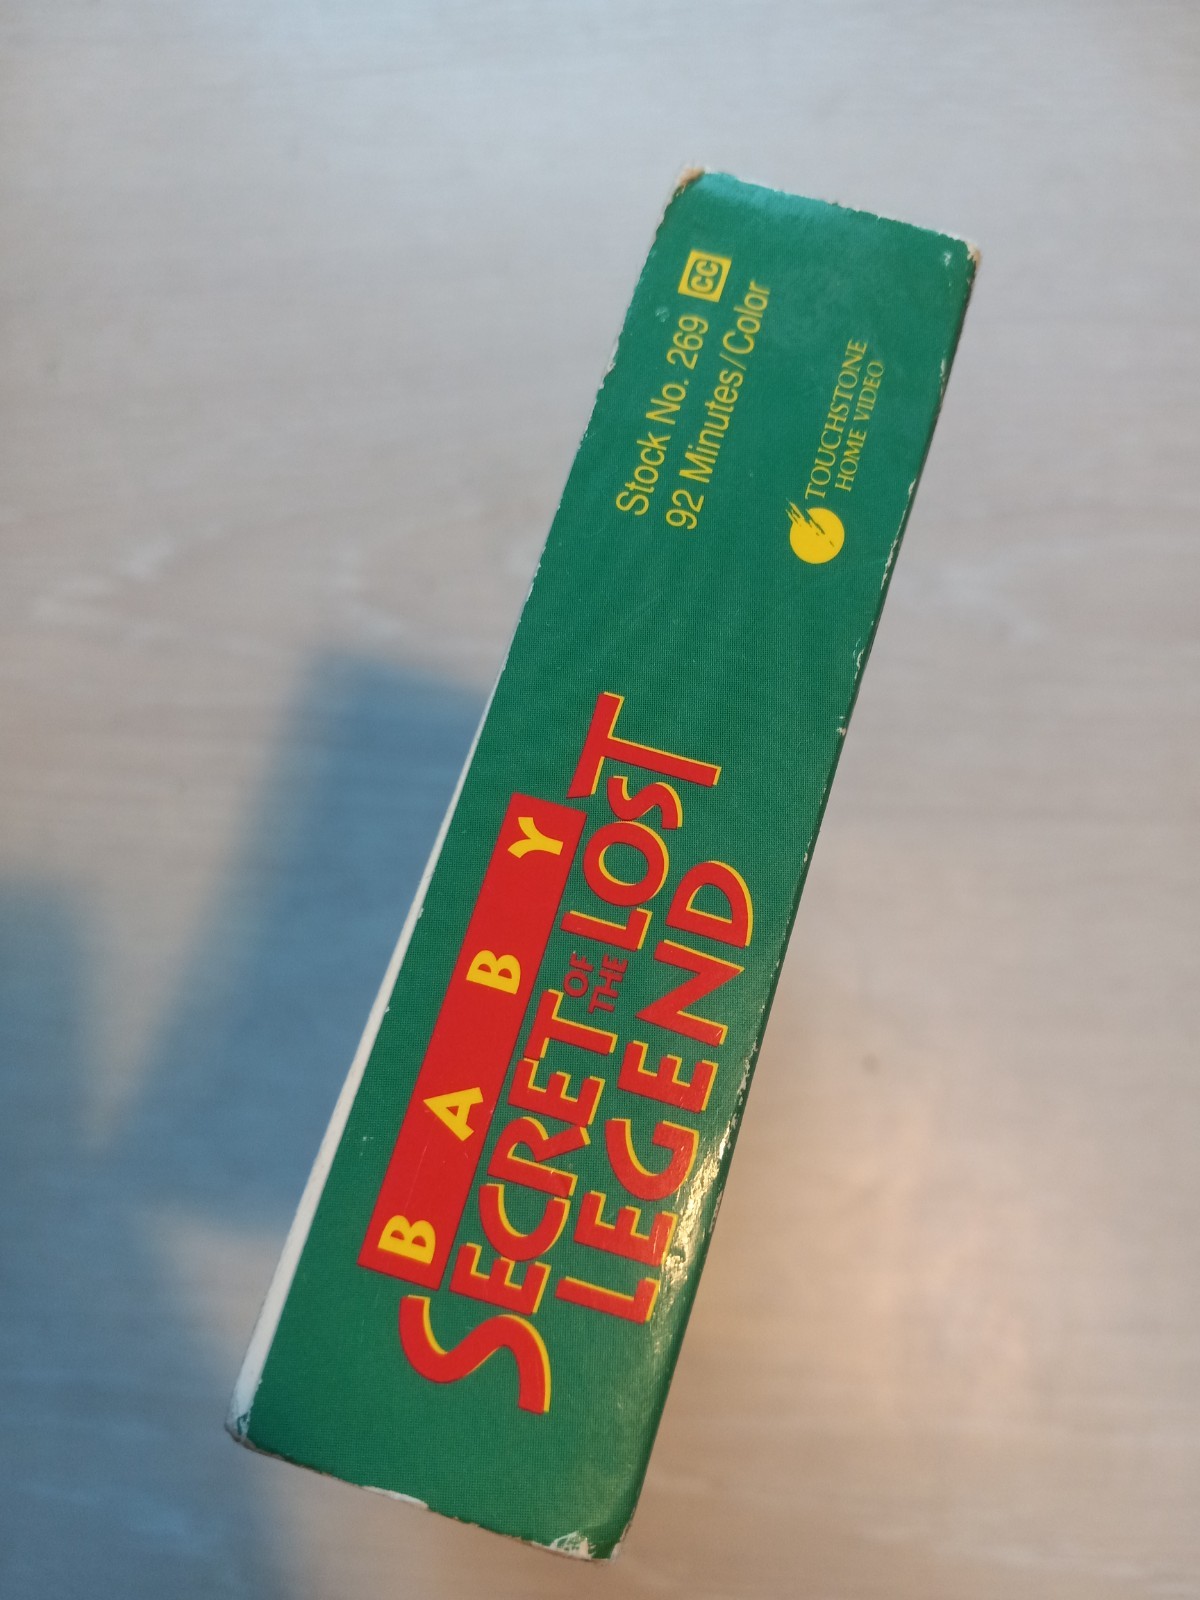 BABY
SECRET OF THE LOST
LEGEND
Stock No. 269 CC
92 Minutes/Color
TOUCHSTONE
HOME VIDEO